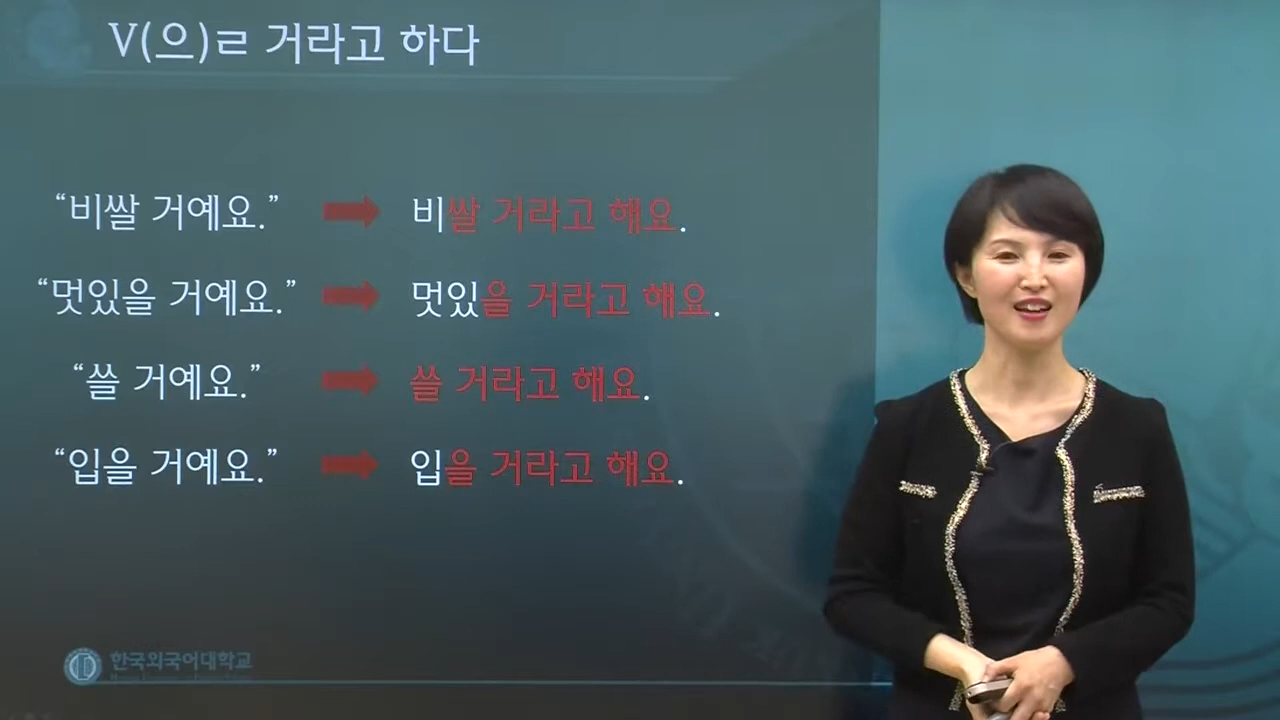 V(으)ㄹ 거라고 하다
“비쌀 거예요.” 비쌀 거라고 해요.
“멋있을 거예요.” 멋있을 거라고 해요.
“쓸 거예요.” 쓸 거라고 해요.
“입을 거예요.” 입을 거라고 해요.
한국외국어대학교